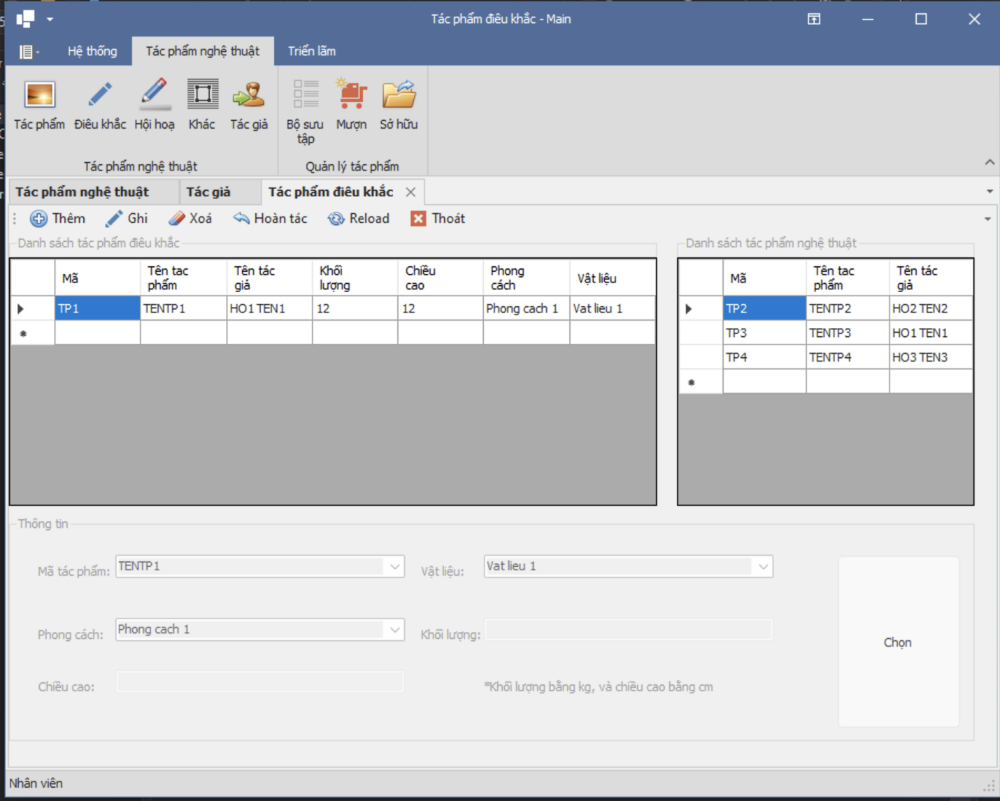 Tác phẩm điêu khắc - Main
Hệ thống Tác phẩm nghệ thuật Triển lãm
Tác phẩm Điêu khắc Hội hoạ Khác Tác giả Bộ sưu tập Mượn Sở hữu
Tác phẩm nghệ thuật Quản lý tác phẩm
Tác phẩm nghệ thuật Tác giả Tác phẩm điêu khắc
Thêm Ghi Xoá Hoàn tác Reload Thoát
Danh sách tác phẩm điêu khắc
Mã Tên tac phẩm Tên tác giả Khối lượng Chiều cao Phong cách Vật liệu
TP1 TENTP1 HO1 TEN1 12 12 Phong cach 1 Vat lieu 1
Danh sách tác phẩm nghệ thuật
Mã Tên tac phẩm Tên tác giả
TP2 TENTP2 HO2 TEN2
TP3 TENTP3 HO1 TEN1
TP4 TENTP4 HO3 TEN3
Thông tin
Mã tác phẩm: TENTP1 Vật liệu: Vat lieu 1
Phong cách: Phong cach 1 Khối lượng:
Chiều cao: *Khối lượng bằng kg, và chiều cao bằng cm
Chọn
Nhân viên